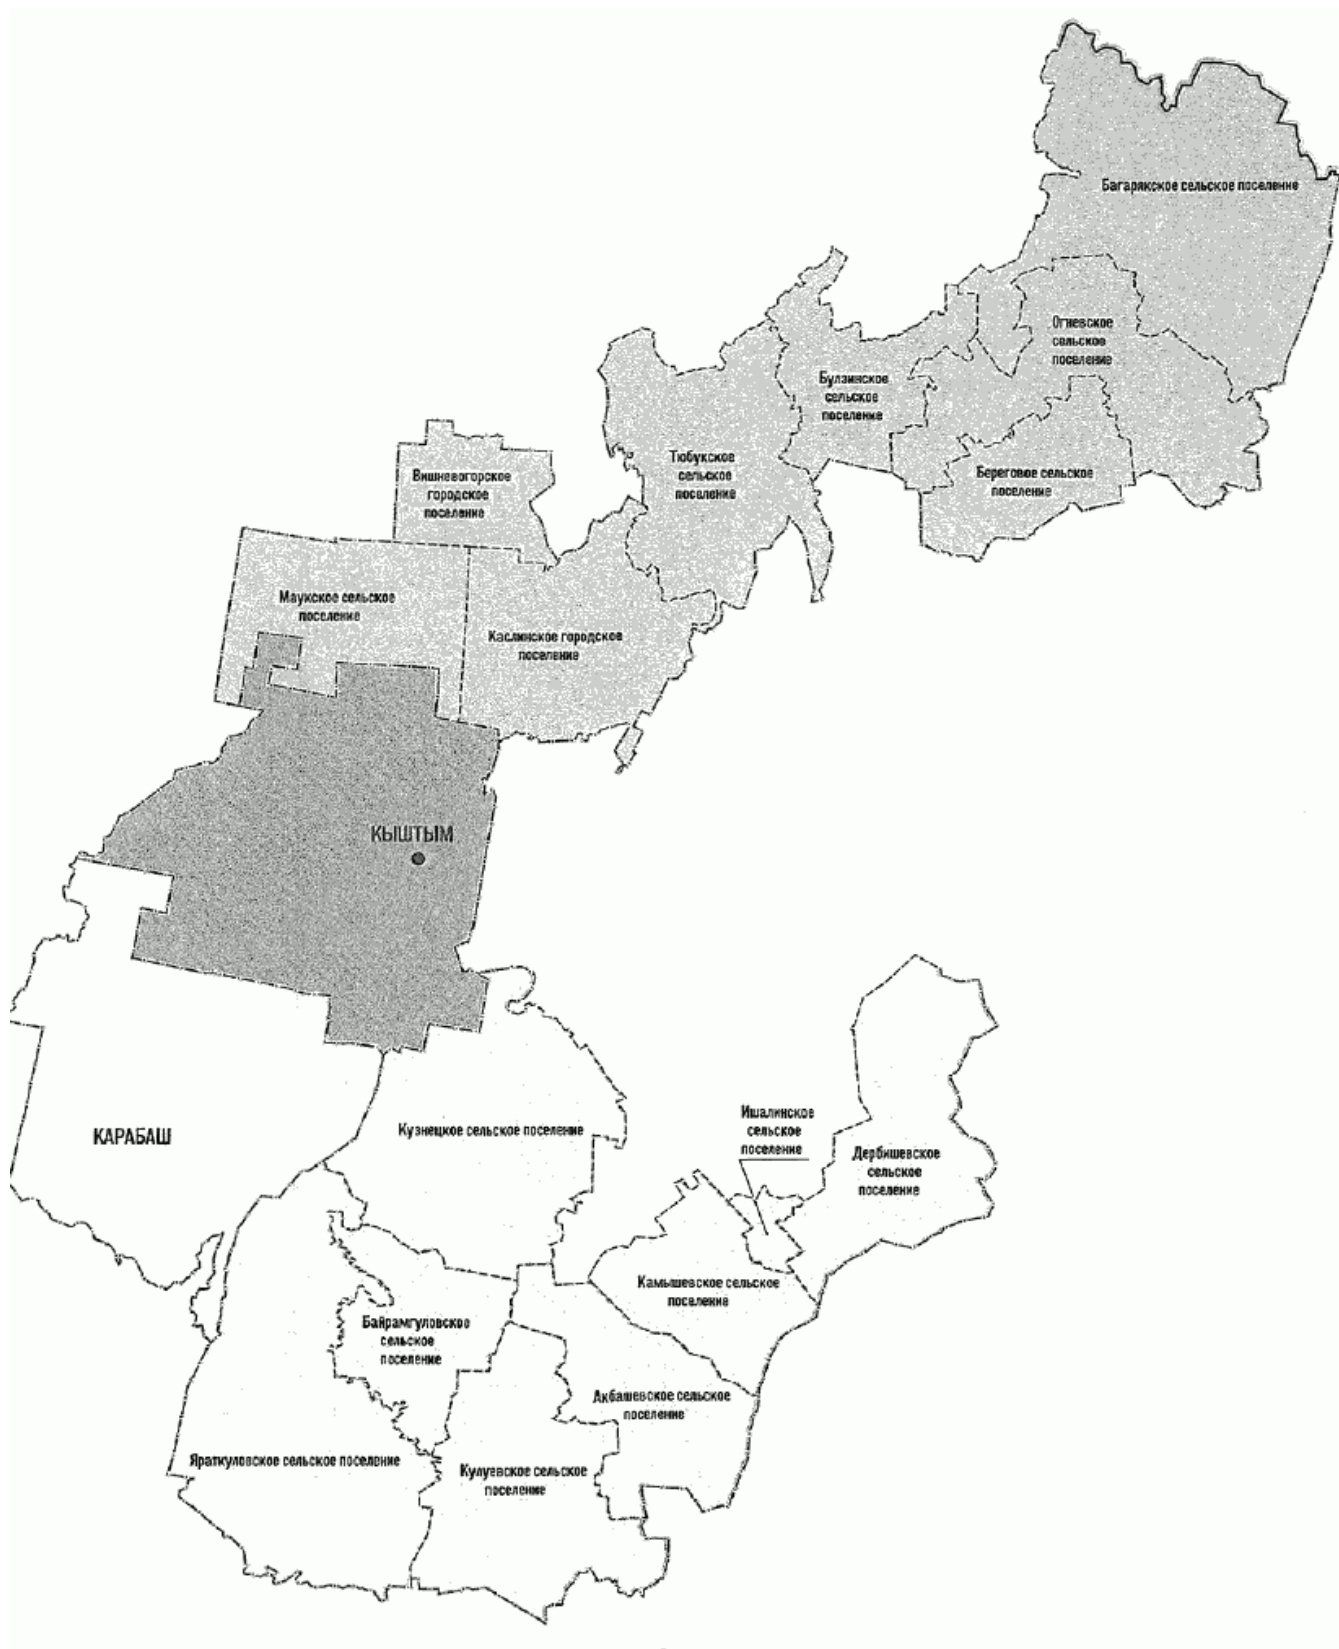 Багарякское сельское поселение
Огневское
сельское
поселение
Булзинское
сельское
поселение
Тюбукское
сельское
поселение
Береговое сельское
поселение
Вишневогорское
городское
поселение
Маукское сельское
поселение
Каслинское городское
поселение
КЫШТЫМ
КАРАБАШ
Кузнецкое сельское поселение
Ишалинское
сельское
поселение
Дербишевское
сельское
поселение
Камышевское сельское
поселение
Байрамгуловское
сельское
поселение
Акбашевское сельское
поселение
Яраткуловское сельское поселение
Кулуевское сельское
поселение